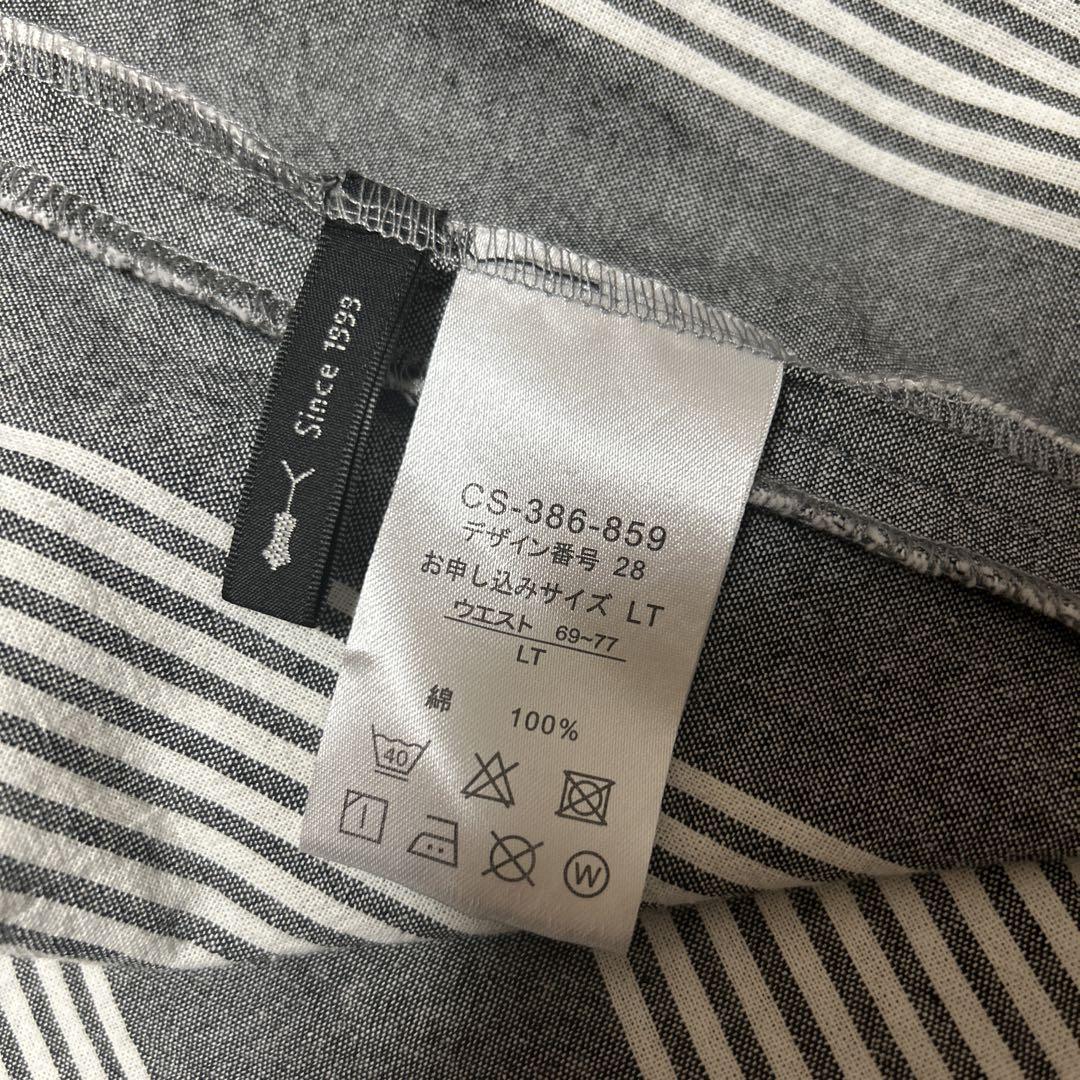 Since 1993
CS-386-859
デザイン番号 28
お申し込みサイズ LT
ウエスト 69~77
LT
綿 100%
40
W